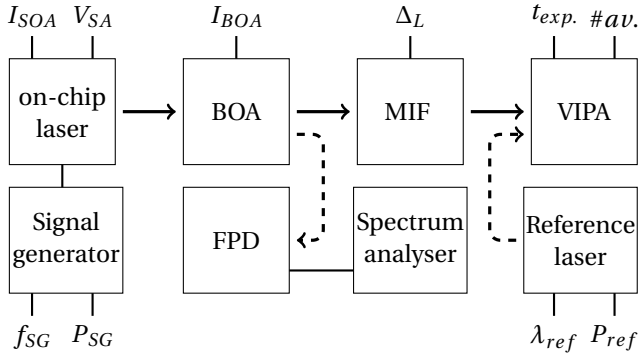 I_SOA V_SA I_BOA Δ_L t_exp. #av.
on-chip laser BOA MIF VIPA
Signal generator FPD Spectrum analyser Reference laser
f_SG P_SG λ_ref P_ref